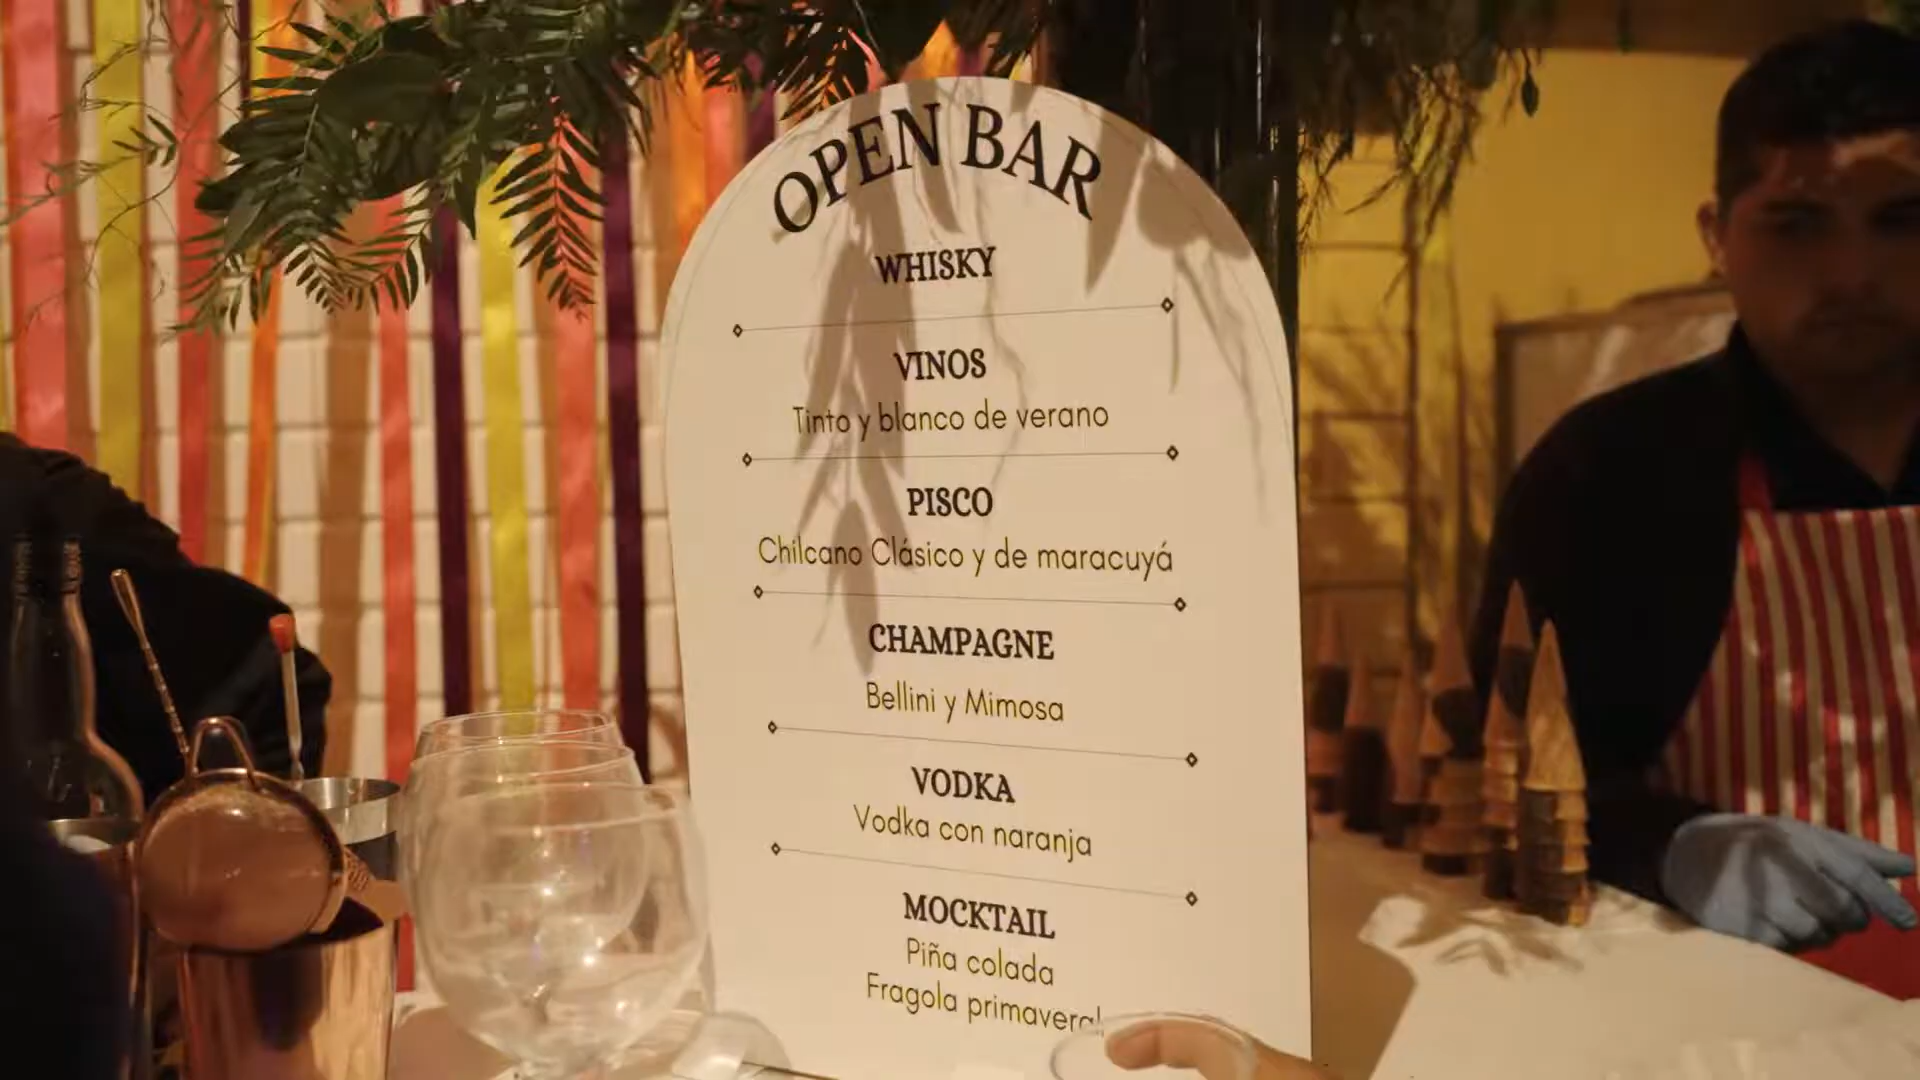 OPEN BAR
WHISKY
VINOS
Tinto y blanco de verano
PISCO
Chilcano Clásico y de maracuyá
CHAMPAGNE
Bellini y Mimosa
VODKA
Vodka con naranja
MOCKTAIL
Piña colada
Fragola primaveral